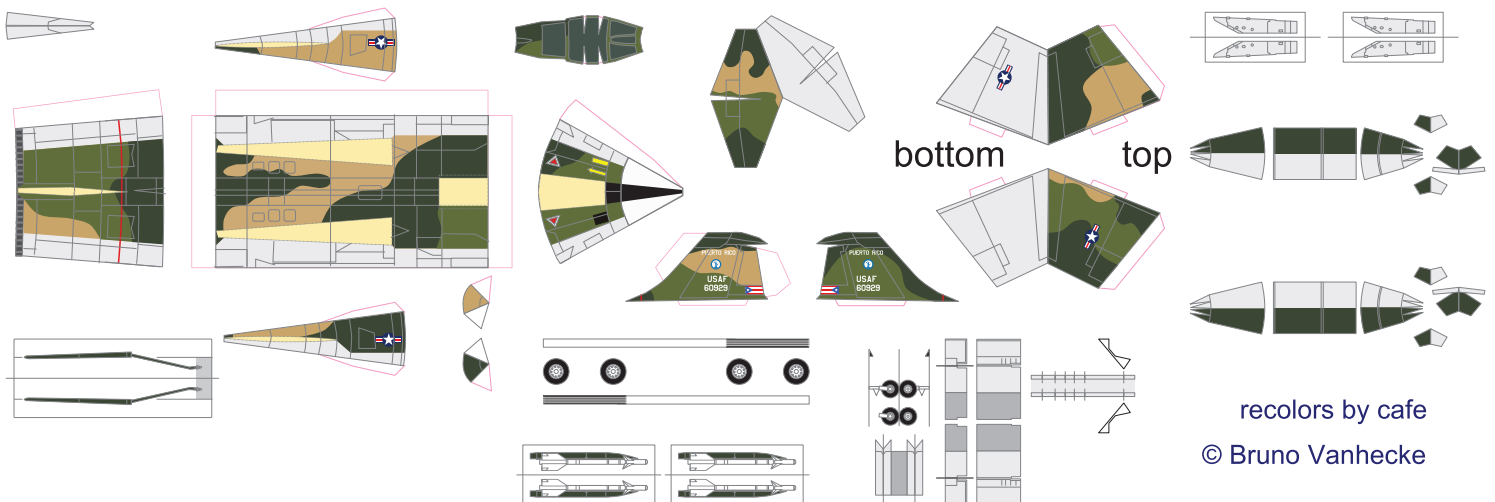 bottom
top
PUERTO RICO
USAF
60929
PUERTO RICO
USAF
60929
recolors by cafe
© Bruno Vanhecke